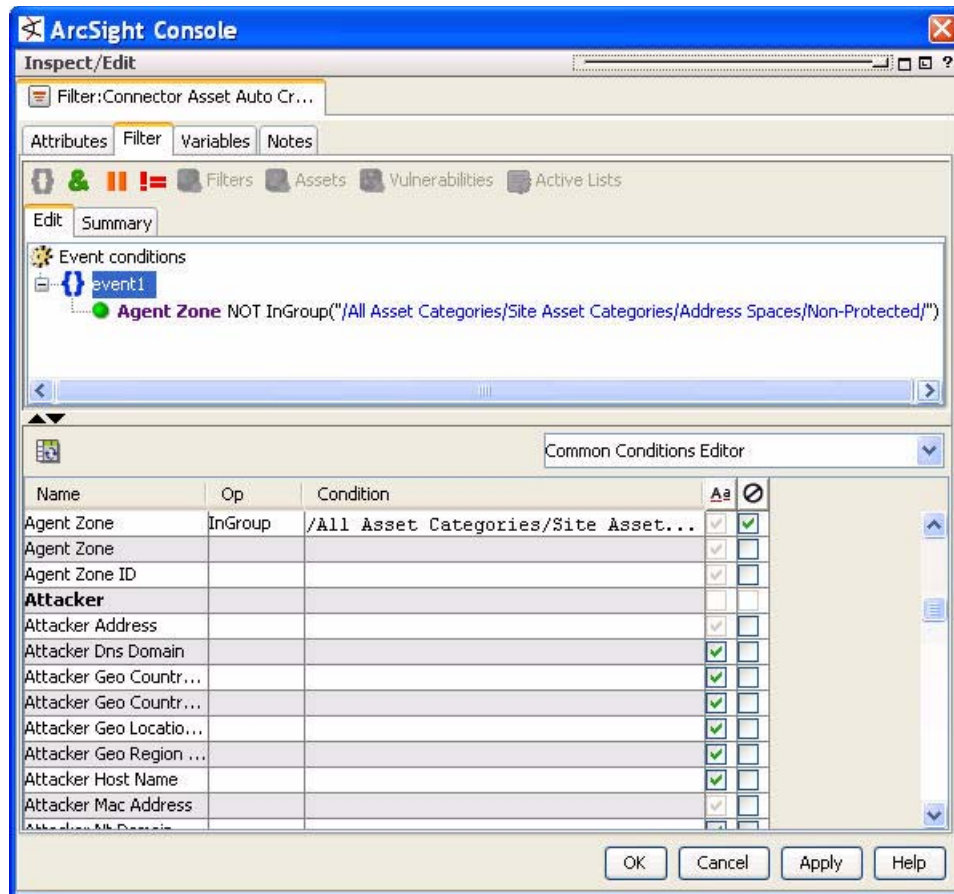 ArcSight Console
Inspect/Edit
?
Filter:Connector Asset Auto Cr...
Attributes Filter Variables Notes
{} & || != Filters Assets Vulnerabilities Active Lists
Edit Summary
Event conditions
{} event1
Agent Zone NOT InGroup("/All Asset Categories/Site Asset Categories/Address Spaces/Non-Protected/")
Common Conditions Editor
Name Op Condition Aa
Agent Zone InGroup /All Asset Categories/Site Asset...
Agent Zone
Agent Zone ID
Attacker
Attacker Address
Attacker Dns Domain
Attacker Geo Countr...
Attacker Geo Countr...
Attacker Geo Locatio...
Attacker Geo Region ...
Attacker Host Name
Attacker Mac Address
Attacker Nt Domain
OK Cancel Apply Help